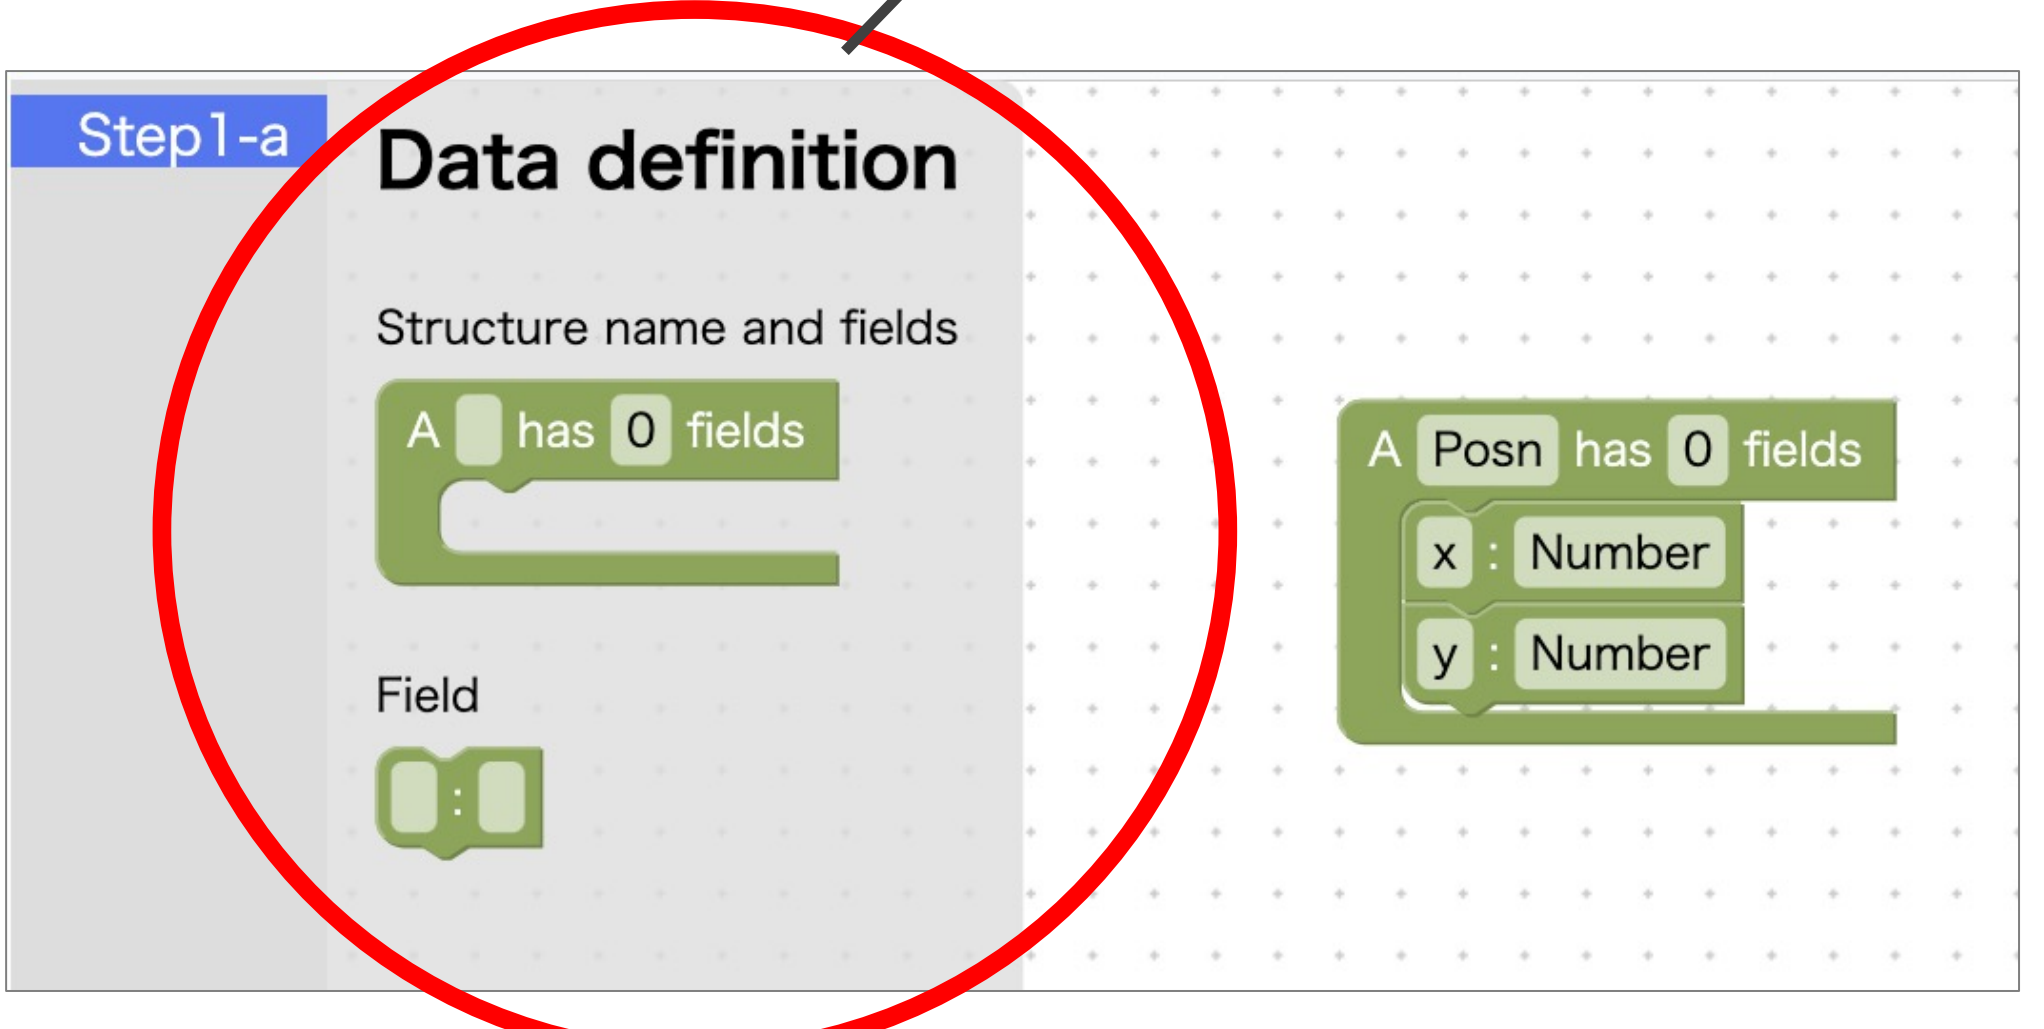 Step1-a
Data definition
Structure name and fields
A has 0 fields
Field
:
A Posn has 0 fields
x : Number
y : Number